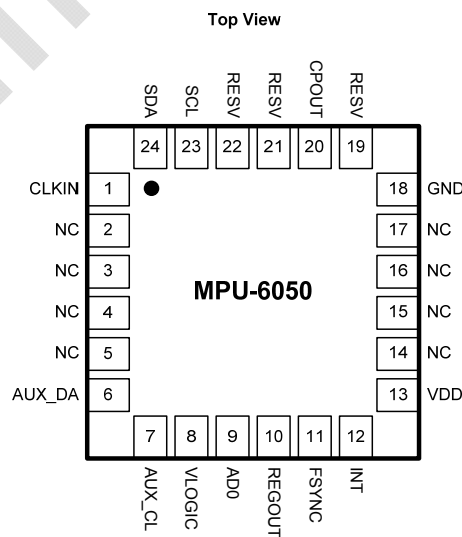 Top View
SDA SCL RESV RESV CPOUT RESV
24 23 22 21 20 19
CLKIN 1 18 GND
NC 2 17 NC
NC 3 16 NC
MPU-6050
NC 4 15 NC
NC 5 14 NC
AUX_DA 6 13 VDD
7 8 9 10 11 12
AUX_CL VLOGIC AD0 REGOUT FSYNC INT